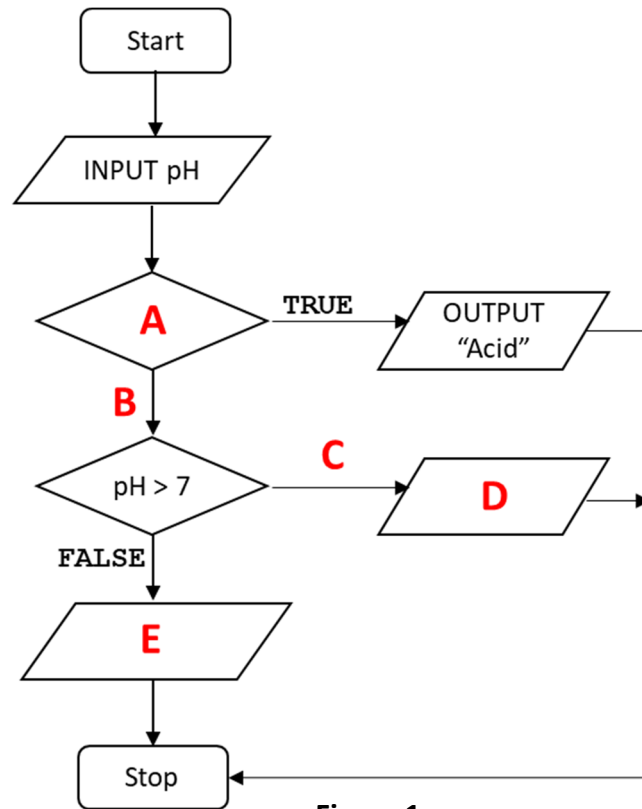 Start
INPUT pH
A
TRUE
OUTPUT
“Acid”
B
pH > 7
C
D
FALSE
E
Stop